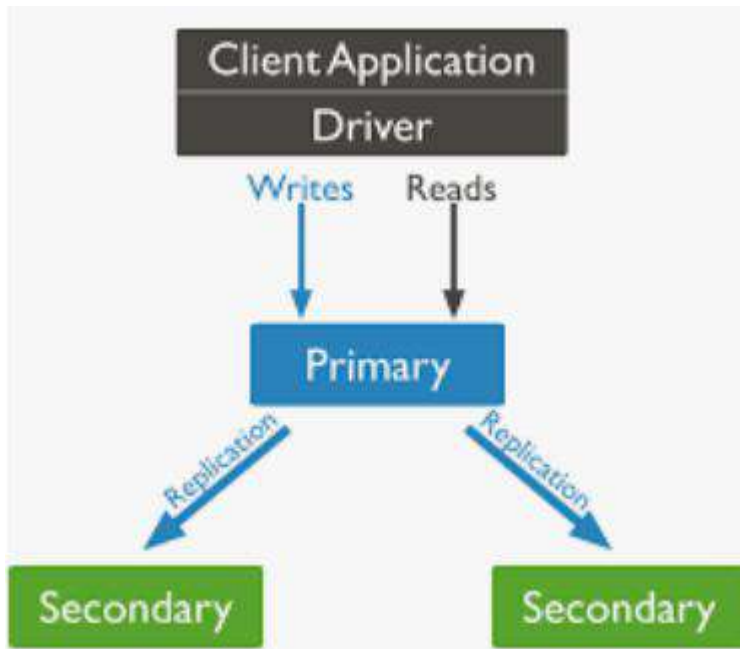 Client Application
Driver
Writes Reads
Primary
Replication Replication
Secondary Secondary